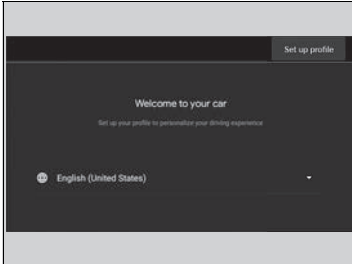 Set up profile
Welcome to your car
Set up your profile to personalize your driving experience
English (United States)